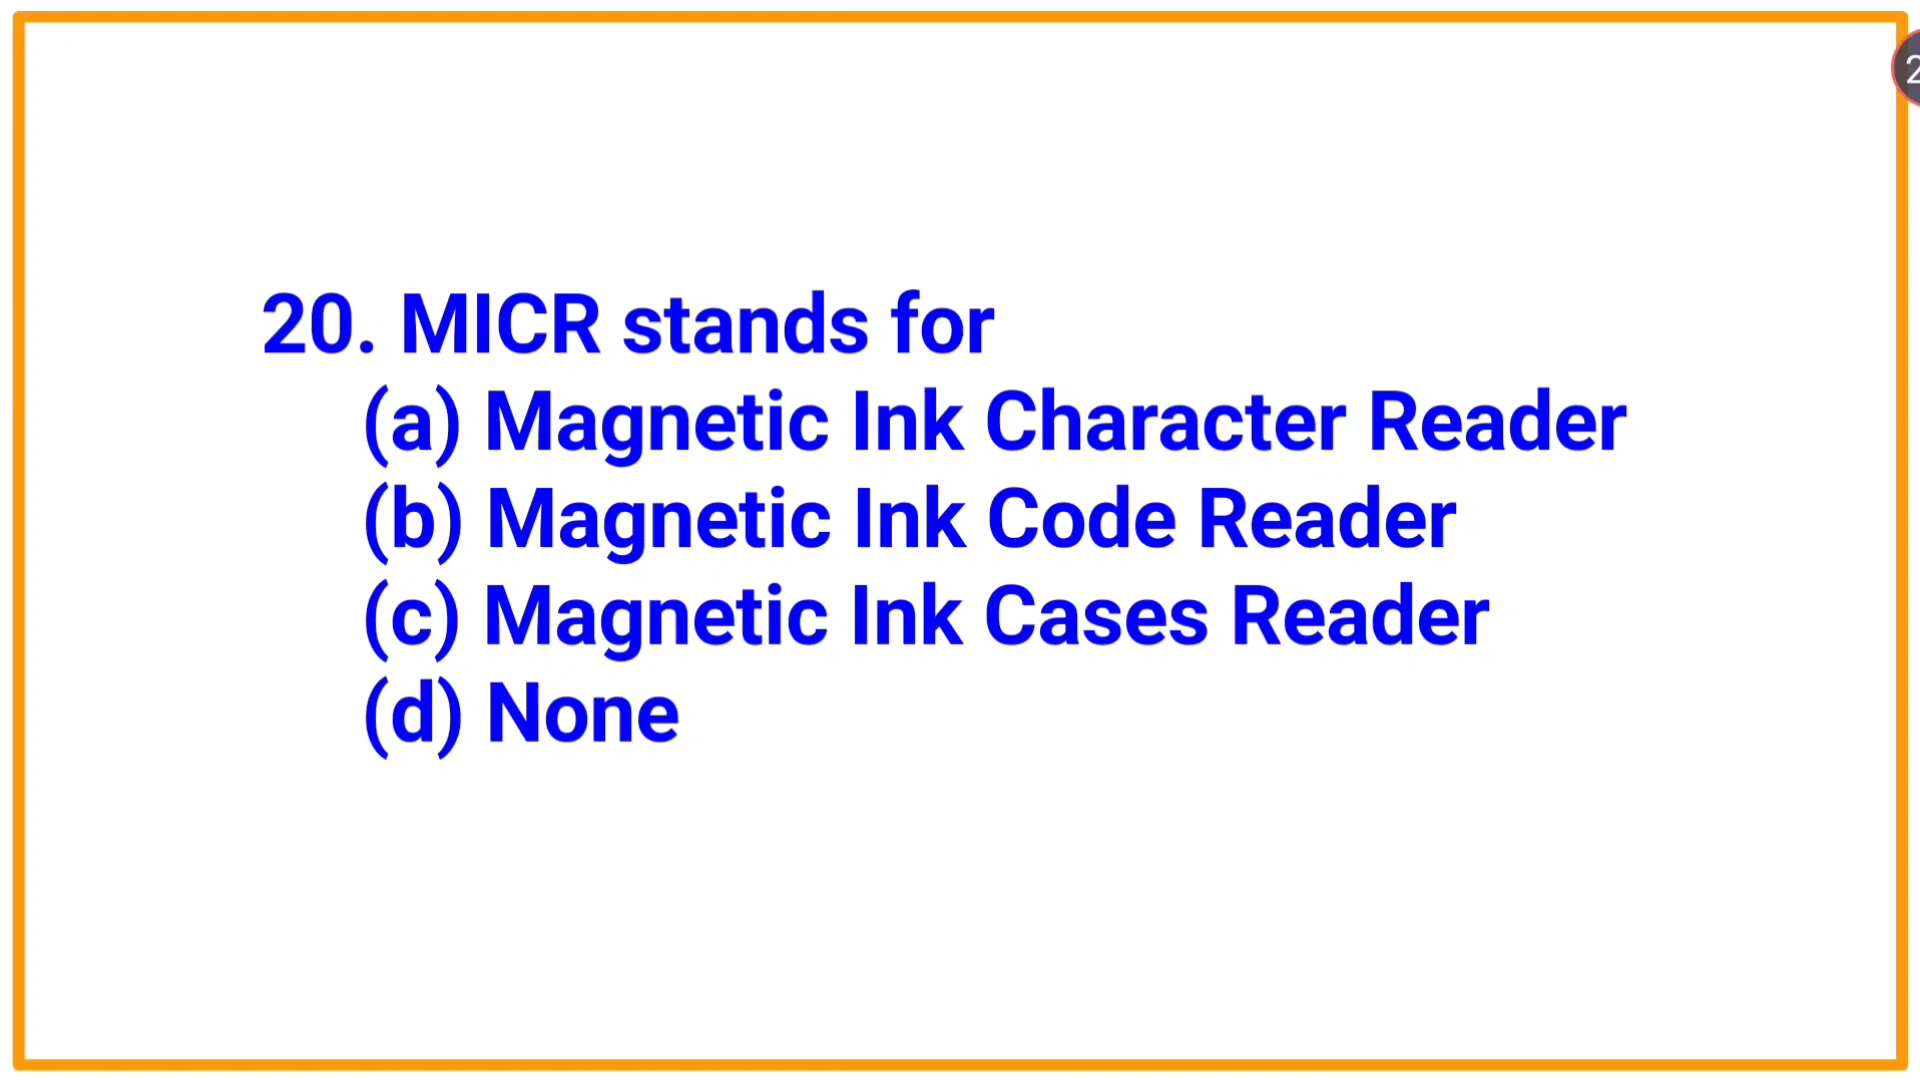 20. MICR stands for
(a) Magnetic Ink Character Reader
(b) Magnetic Ink Code Reader
(c) Magnetic Ink Cases Reader
(d) None